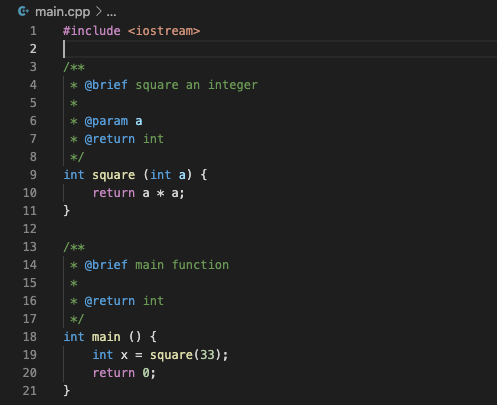 main.cpp > ...
1 #include <iostream>
2
3 /**
4  * @brief square an integer
5  *
6  * @param a
7  * @return int
8  */
9 int square (int a) {
10     return a * a;
11 }
12
13 /**
14  * @brief main function
15  *
16  * @return int
17  */
18 int main () {
19     int x = square(33);
20     return 0;
21 }